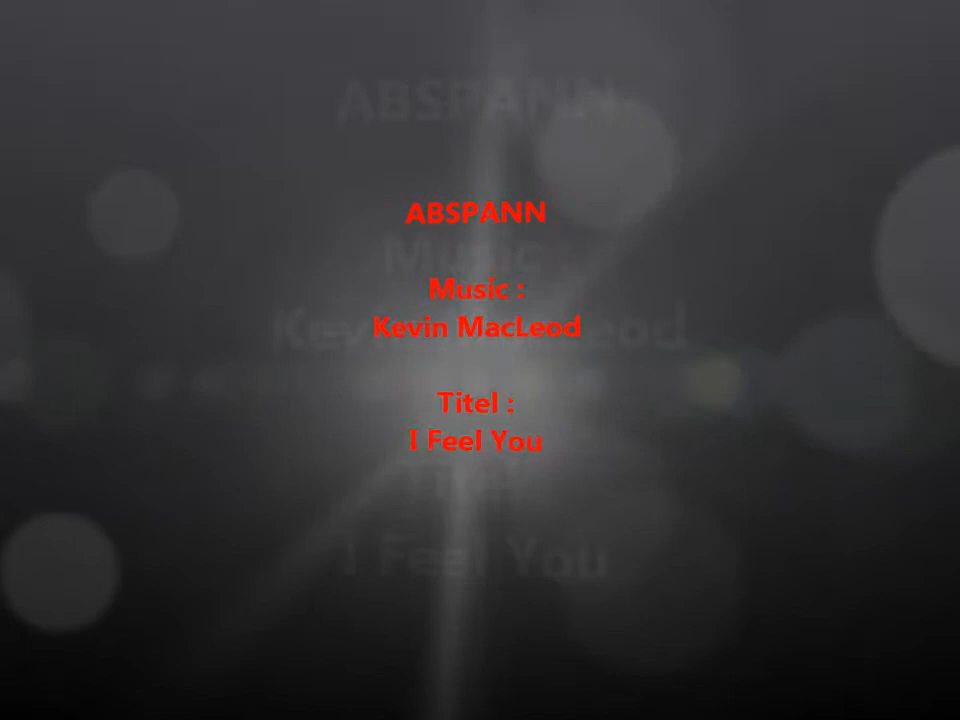 ABSPANN
Music :
Kevin MacLeod
Titel :
I Feel You